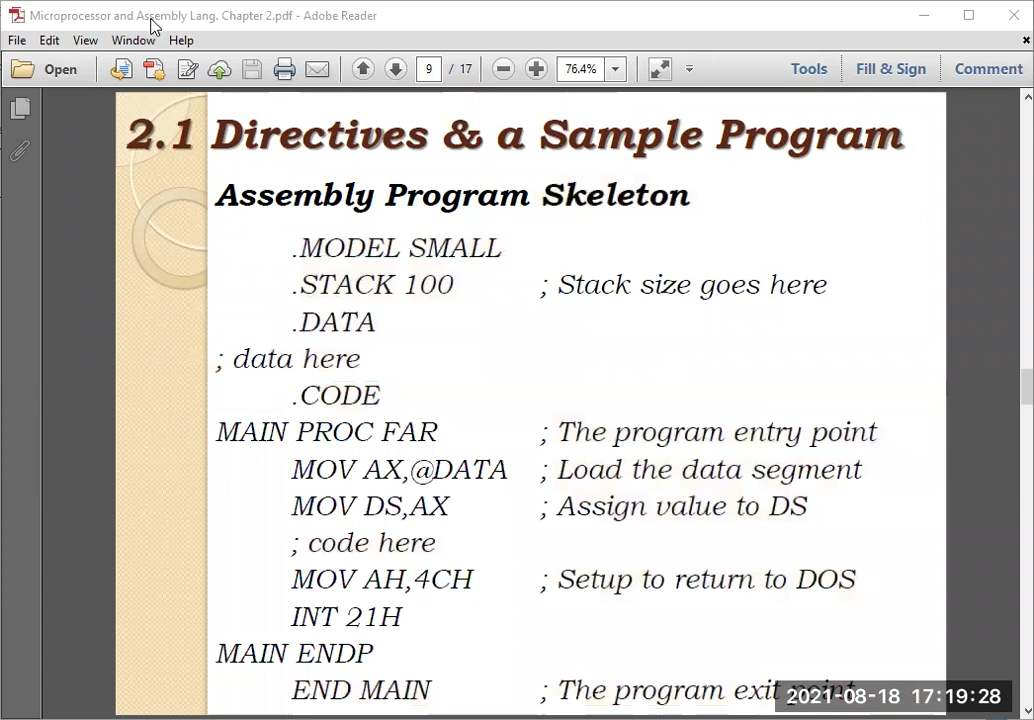 Microprocessor and Assembly Lang. Chapter 2.pdf - Adobe Reader
File Edit View Window Help
Open 9 / 17 76.4% Tools Fill & Sign Comment
2.1 Directives & a Sample Program
Assembly Program Skeleton
.MODEL SMALL
.STACK 100 ; Stack size goes here
.DATA
; data here
.CODE
MAIN PROC FAR ; The program entry point
MOV AX,@DATA ; Load the data segment
MOV DS,AX ; Assign value to DS
; code here
MOV AH,4CH ; Setup to return to DOS
INT 21H
MAIN ENDP
END MAIN ; The program exit point
2021-08-18 17:19:28